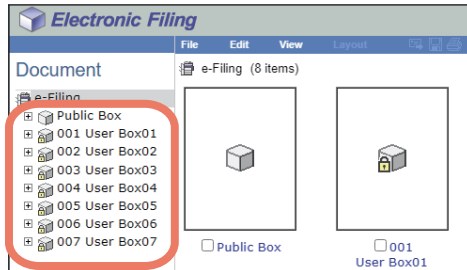 Electronic Filing
File Edit View Layout
Document
e-Filing (8 items)
e-Filing
Public Box
001 User Box01
002 User Box02
003 User Box03
004 User Box04
005 User Box05
006 User Box06
007 User Box07
Public Box
001
User Box01